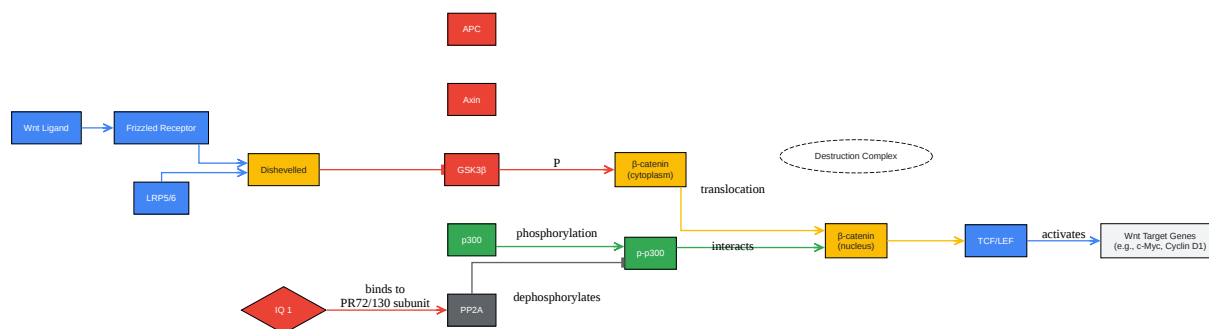 APC
Axin
Wnt Ligand
Frizzled Receptor
Destruction Complex
Dishevelled
GSK3β
P
β-catenin
(cytoplasm)
LRP5/6
translocation
p300
phosphorylation
p-p300
interacts
β-catenin
(nucleus)
TCF/LEF
activates
Wnt Target Genes
(e.g., c-Myc, Cyclin D1)
IQ 1
binds to
PR72/130 subunit
PP2A
dephosphorylates